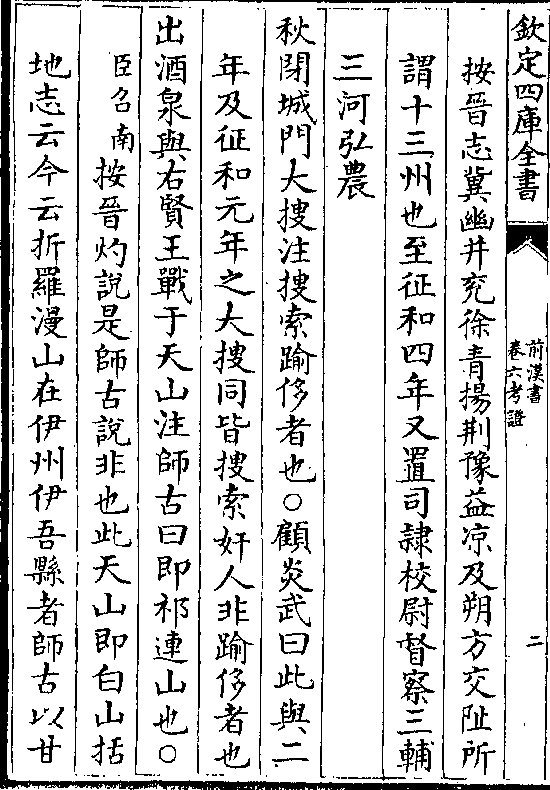 欽定四庫全書
前漢書
卷六考證
二
按晉志冀幽并兖徐青揚荆豫益凉及朔方交阯所
謂十三州也至征和四年又置司隷校尉督察三輔
三河弘農
秋閉城門大搜注搜索踰侈者也○顧炎武曰此與二
年及征和元年之大搜同皆搜索奸人非踰侈者也
出酒泉與右賢王戰于天山注師古曰即祁連山也○
臣召南按晉灼說是師古說非也此天山即白山括
地志云今云折羅漫山在伊州伊吾縣者師古以甘